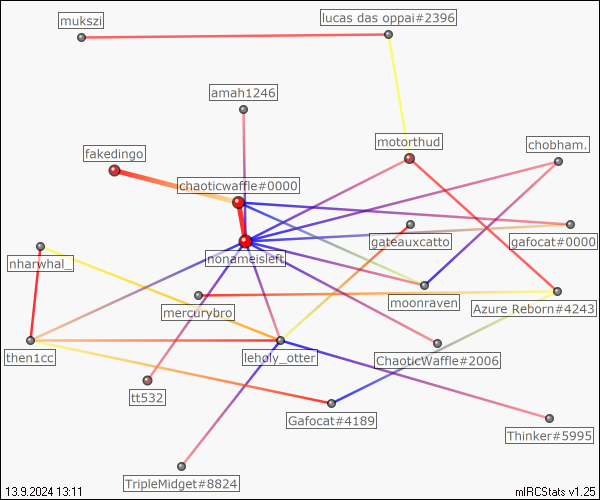 mukszi
lucas das oppai#2396
amah1246
motorthud
chobham.
fakedingo
chaoticwaffle#0000
gateauxcatto
gafocat#0000
nonameisleft
nharwhal_
mercurybro
moonraven
Azure Reborn#4243
then1cc
leholy_otter
ChaoticWaffle#2006
tt532
Gafocat#4189
Thinker#5995
TripleMidget#8824
13.9.2024 13:11
mIRCStats v1.25